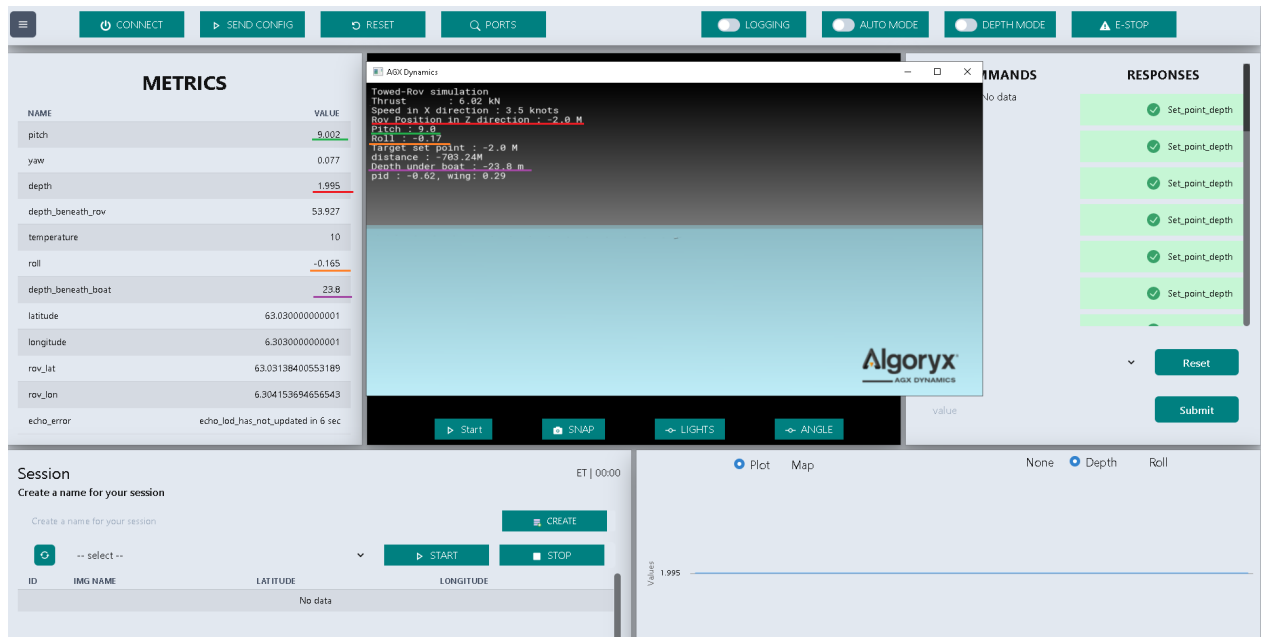 CONNECT
SEND CONFIG
RESET
PORTS
LOGGING
AUTO MODE
DEPTH MODE
E-STOP
METRICS
NAME VALUE
pitch 9.002
yaw 0.077
depth 1.995
depth_beneath_rov 53.927
temperature 10
roll -0.165
depth_beneath_boat 23.8
latitude 63.030000000001
longitude 6.3030000000001
rov_lat 63.03138400553189
rov_lon 6.304153694656543
echo_error echo_lod_has_not_updated in 6 sec
AGX Dynamics
Towed-Rov simulation
Thrust : 6.02 kN
Speed in X direction : 3.5 knots
Rov Position in Z direction : -2.0 M
Pitch : 9.0
Roll : -0.17
Target set point : -2.0 M
distance : -703.24M
Depth under boat : -23.8 m
pid : -0.62, wing: 0.29
Algoryx
AGX DYNAMICS
Start
SNAP
LIGHTS
ANGLE
MMANDS
No data
RESPONSES
Set_point_depth
Set_point_depth
Set_point_depth
Set_point_depth
Set_point_depth
Set_point_depth
Reset
value
Submit
Session
ET | 00:00
Create a name for your session
Create a name for your session
CREATE
-- select --
START
STOP
ID IMG NAME LATITUDE LONGITUDE
No data
Plot Map
None Depth Roll
Values
1.995